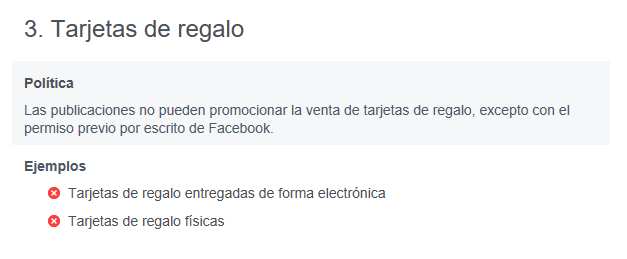 3. Tarjetas de regalo
Política
Las publicaciones no pueden promocionar la venta de tarjetas de regalo, excepto con el
permiso previo por escrito de Facebook.
Ejemplos
Tarjetas de regalo entregadas de forma electrónica
Tarjetas de regalo físicas